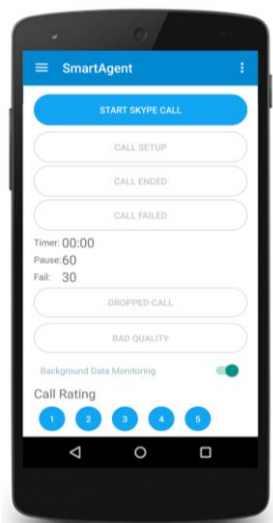 SmartAgent
START SKYPE CALL
CALL SETUP
CALL ENDED
CALL FAILED
Timer: 00:00
Pause: 60
Fail: 30
DROPPED CALL
BAD QUALITY
Background Data Monitoring
Call Rating
1 2 3 4 5